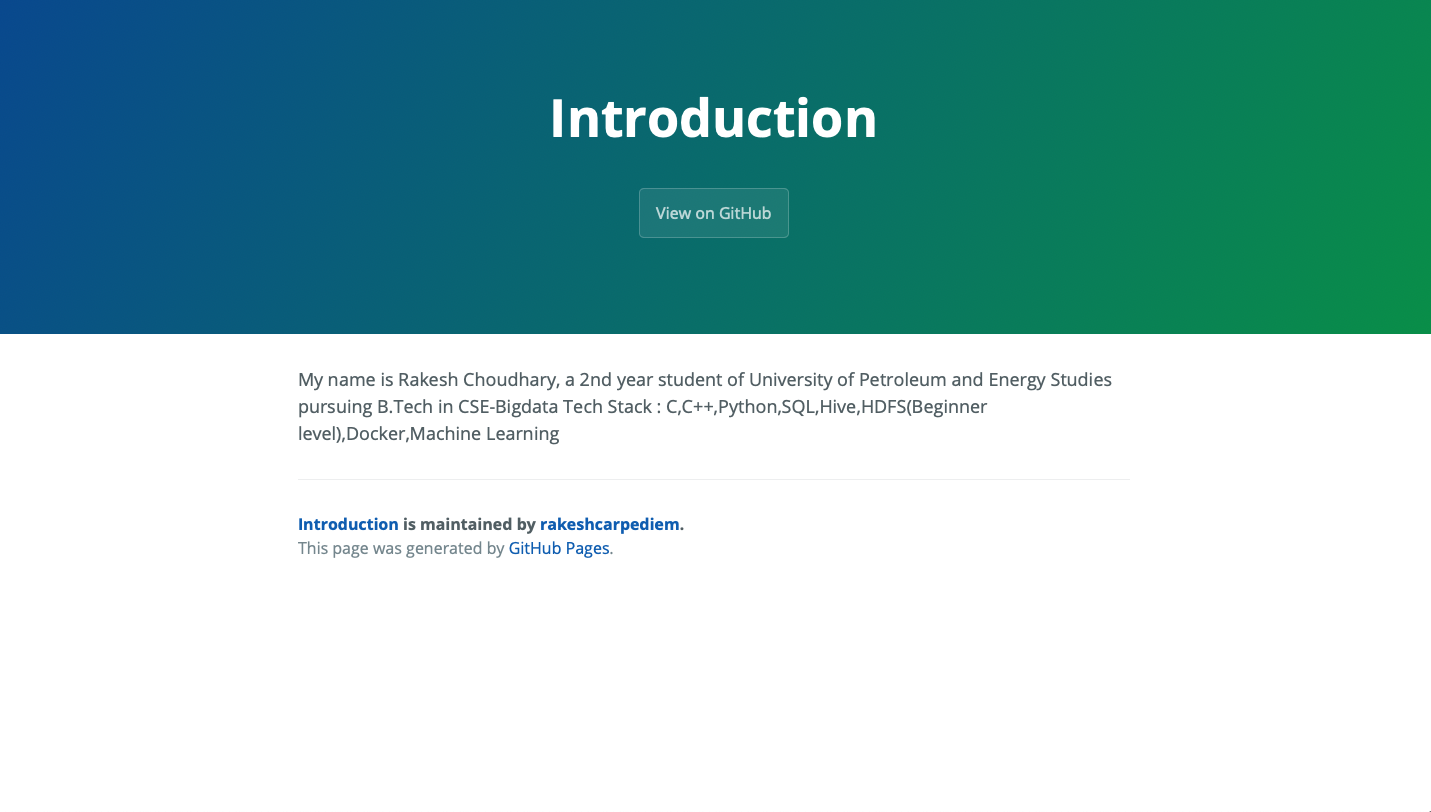 Introduction
View on GitHub
My name is Rakesh Choudhary, a 2nd year student of University of Petroleum and Energy Studies
pursuing B.Tech in CSE-Bigdata Tech Stack : C,C++,Python,SQL,Hive,HDFS(Beginner
level),Docker,Machine Learning
Introduction is maintained by rakeshcarpediem.
This page was generated by GitHub Pages.